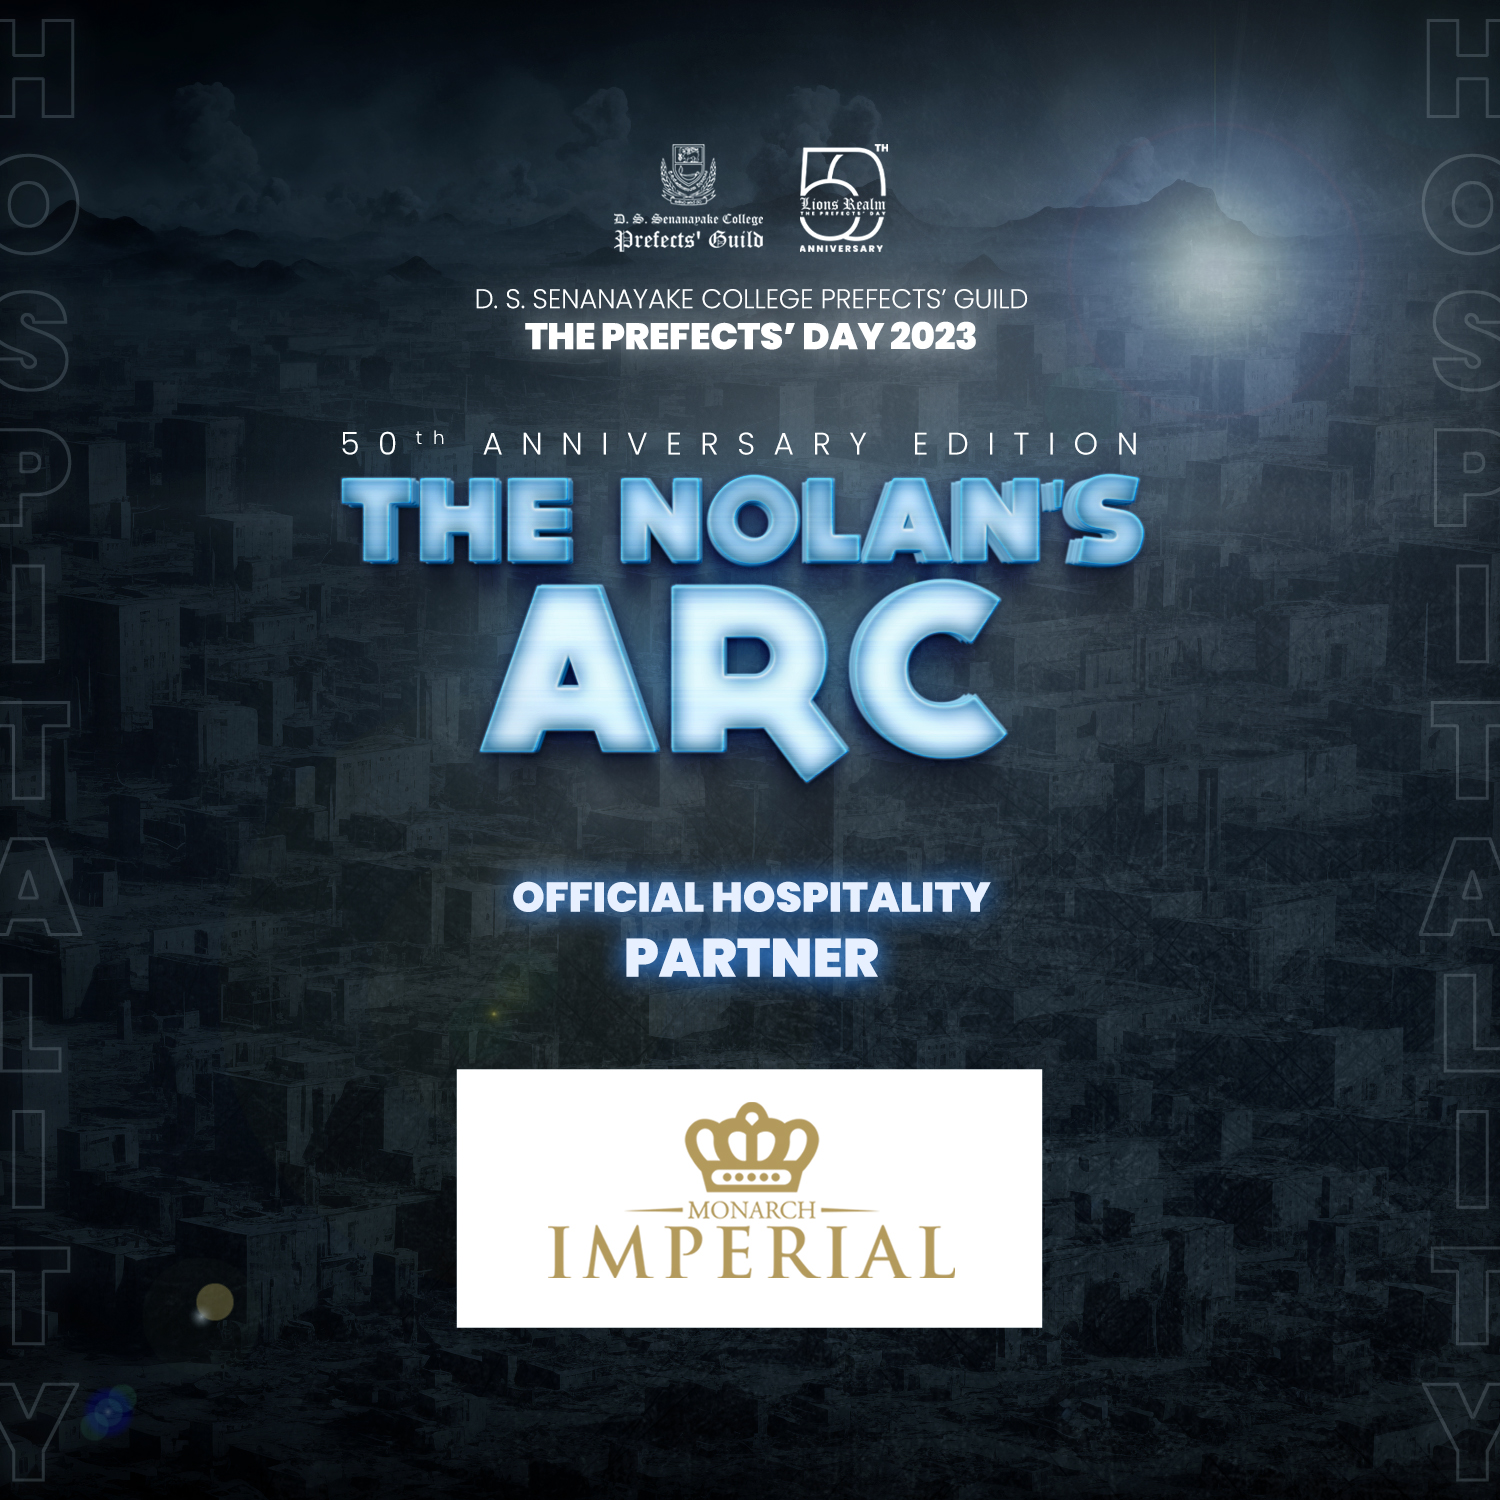 D. S. Senanayake College
Prefects' Guild
50TH
Lions Realm
THE PREFECTS' DAY
ANNIVERSARY
D. S. SENANAYAKE COLLEGE PREFECTS’ GUILD
THE PREFECTS’ DAY 2023
50th ANNIVERSARY EDITION
THE NOLAN'S
ARC
OFFICIAL HOSPITALITY
PARTNER
MONARCH
IMPERIAL
HOSPITALITY
HOSPITALITY